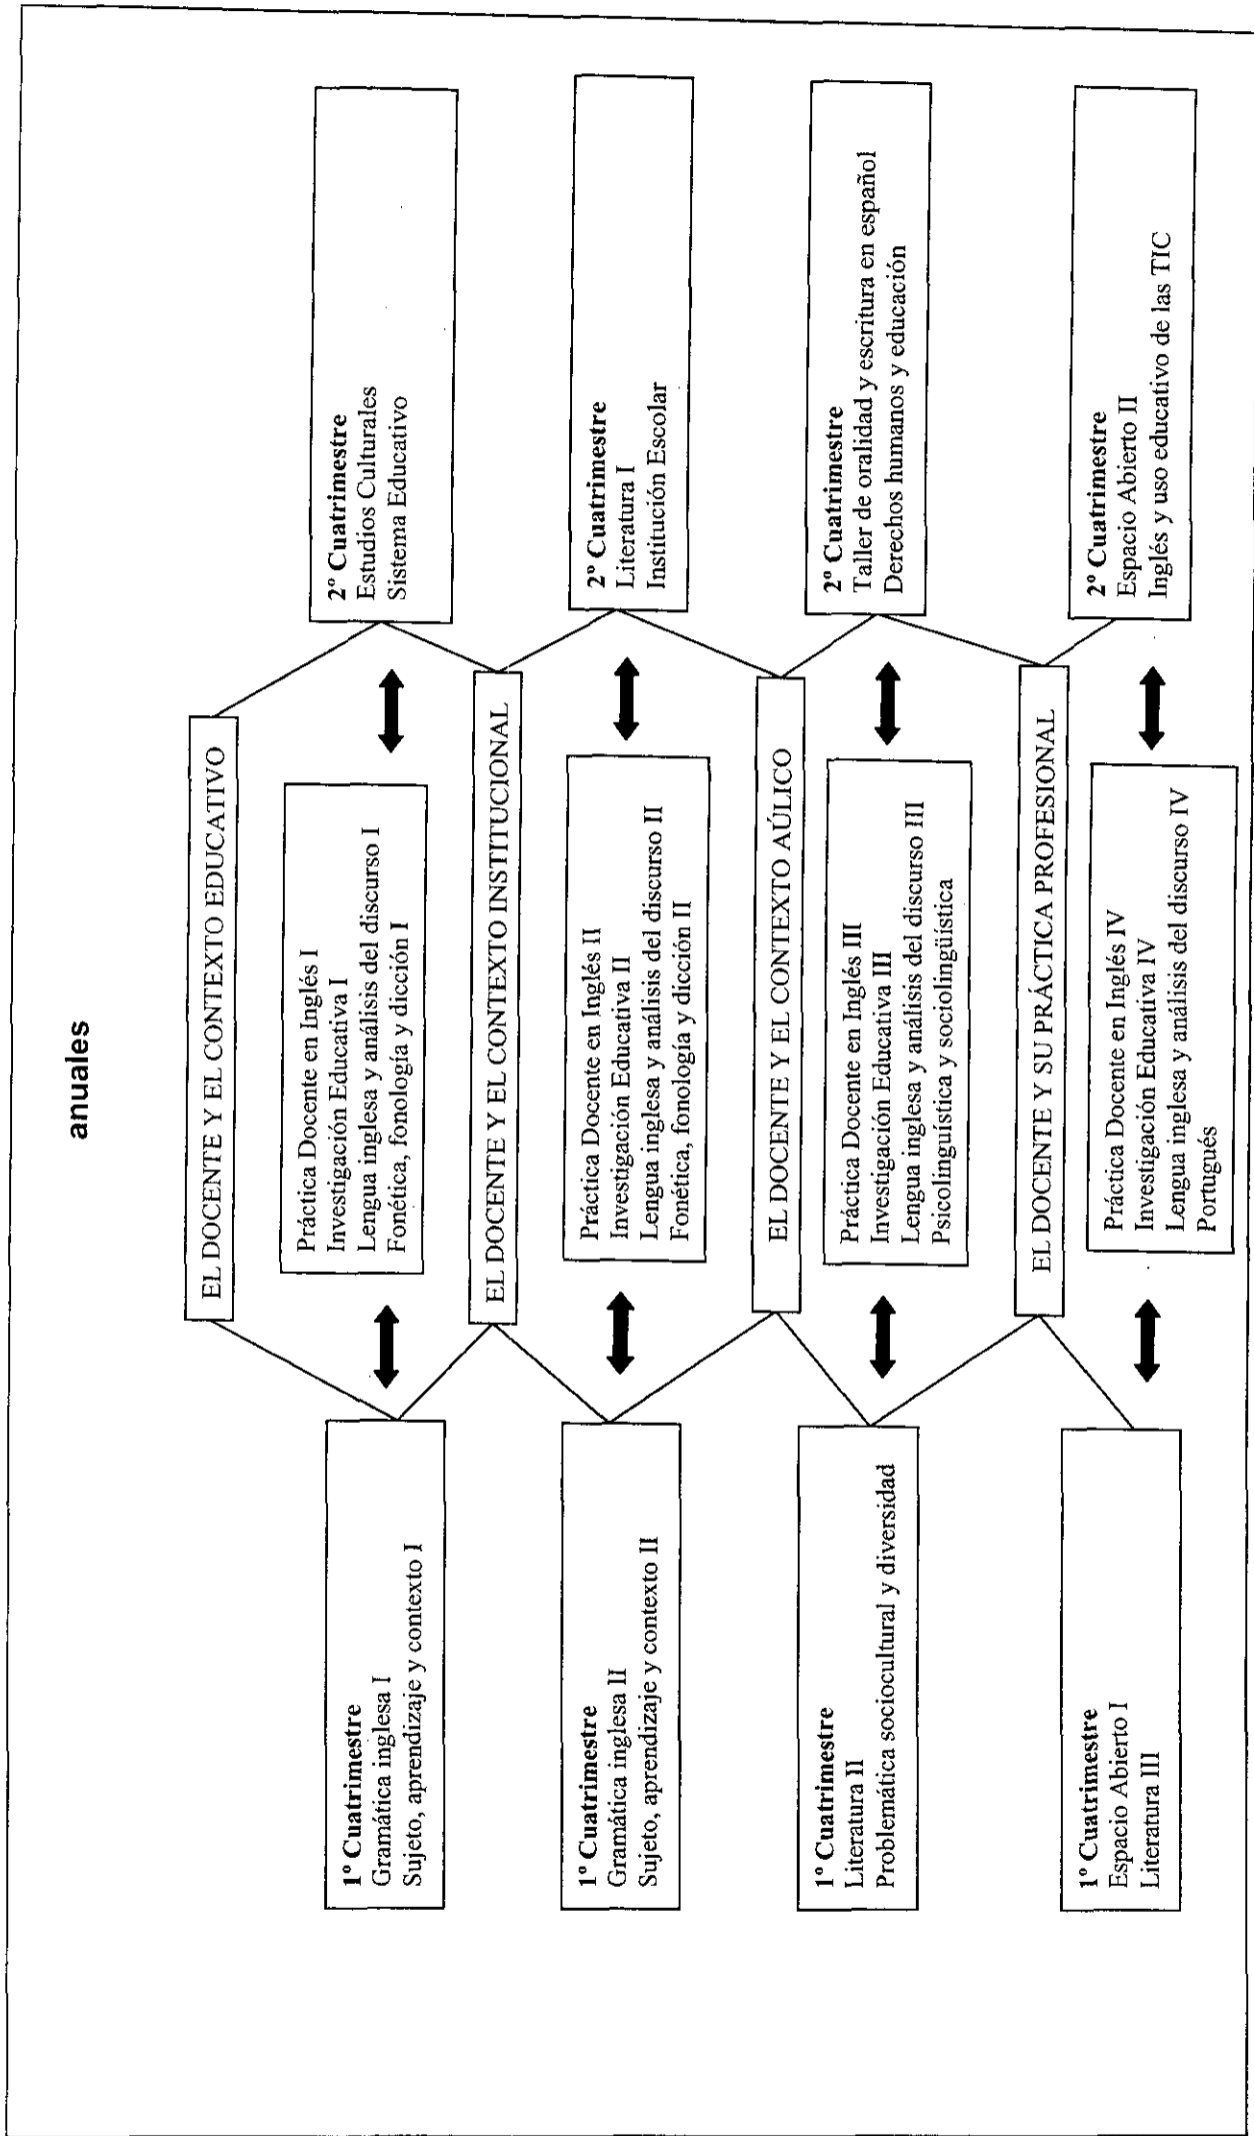 anuales
EL DOCENTE Y EL CONTEXTO EDUCATIVO
1º Cuatrimestre
Gramática inglesa I
Sujeto, aprendizaje y contexto I
Práctica Docente en Inglés I
Investigación Educativa I
Lengua inglesa y análisis del discurso I
Fonética, fonología y dicción I
2º Cuatrimestre
Estudios Culturales
Sistema Educativo
EL DOCENTE Y EL CONTEXTO INSTITUCIONAL
1º Cuatrimestre
Gramática inglesa II
Sujeto, aprendizaje y contexto II
Práctica Docente en Inglés II
Investigación Educativa II
Lengua inglesa y análisis del discurso II
Fonética, fonología y dicción II
2º Cuatrimestre
Literatura I
Institución Escolar
EL DOCENTE Y EL CONTEXTO AÚLICO
1º Cuatrimestre
Literatura II
Problemática sociocultural y diversidad
Práctica Docente en Inglés III
Investigación Educativa III
Lengua inglesa y análisis del discurso III
Psicolinguística y sociolingüística
2º Cuatrimestre
Taller de oralidad y escritura en español
Derechos humanos y educación
EL DOCENTE Y SU PRÁCTICA PROFESIONAL
1º Cuatrimestre
Espacio Abierto I
Literatura III
Práctica Docente en Inglés IV
Investigación Educativa IV
Lengua inglesa y análisis del discurso IV
Portugués
2º Cuatrimestre
Espacio Abierto II
Inglés y uso educativo de las TIC